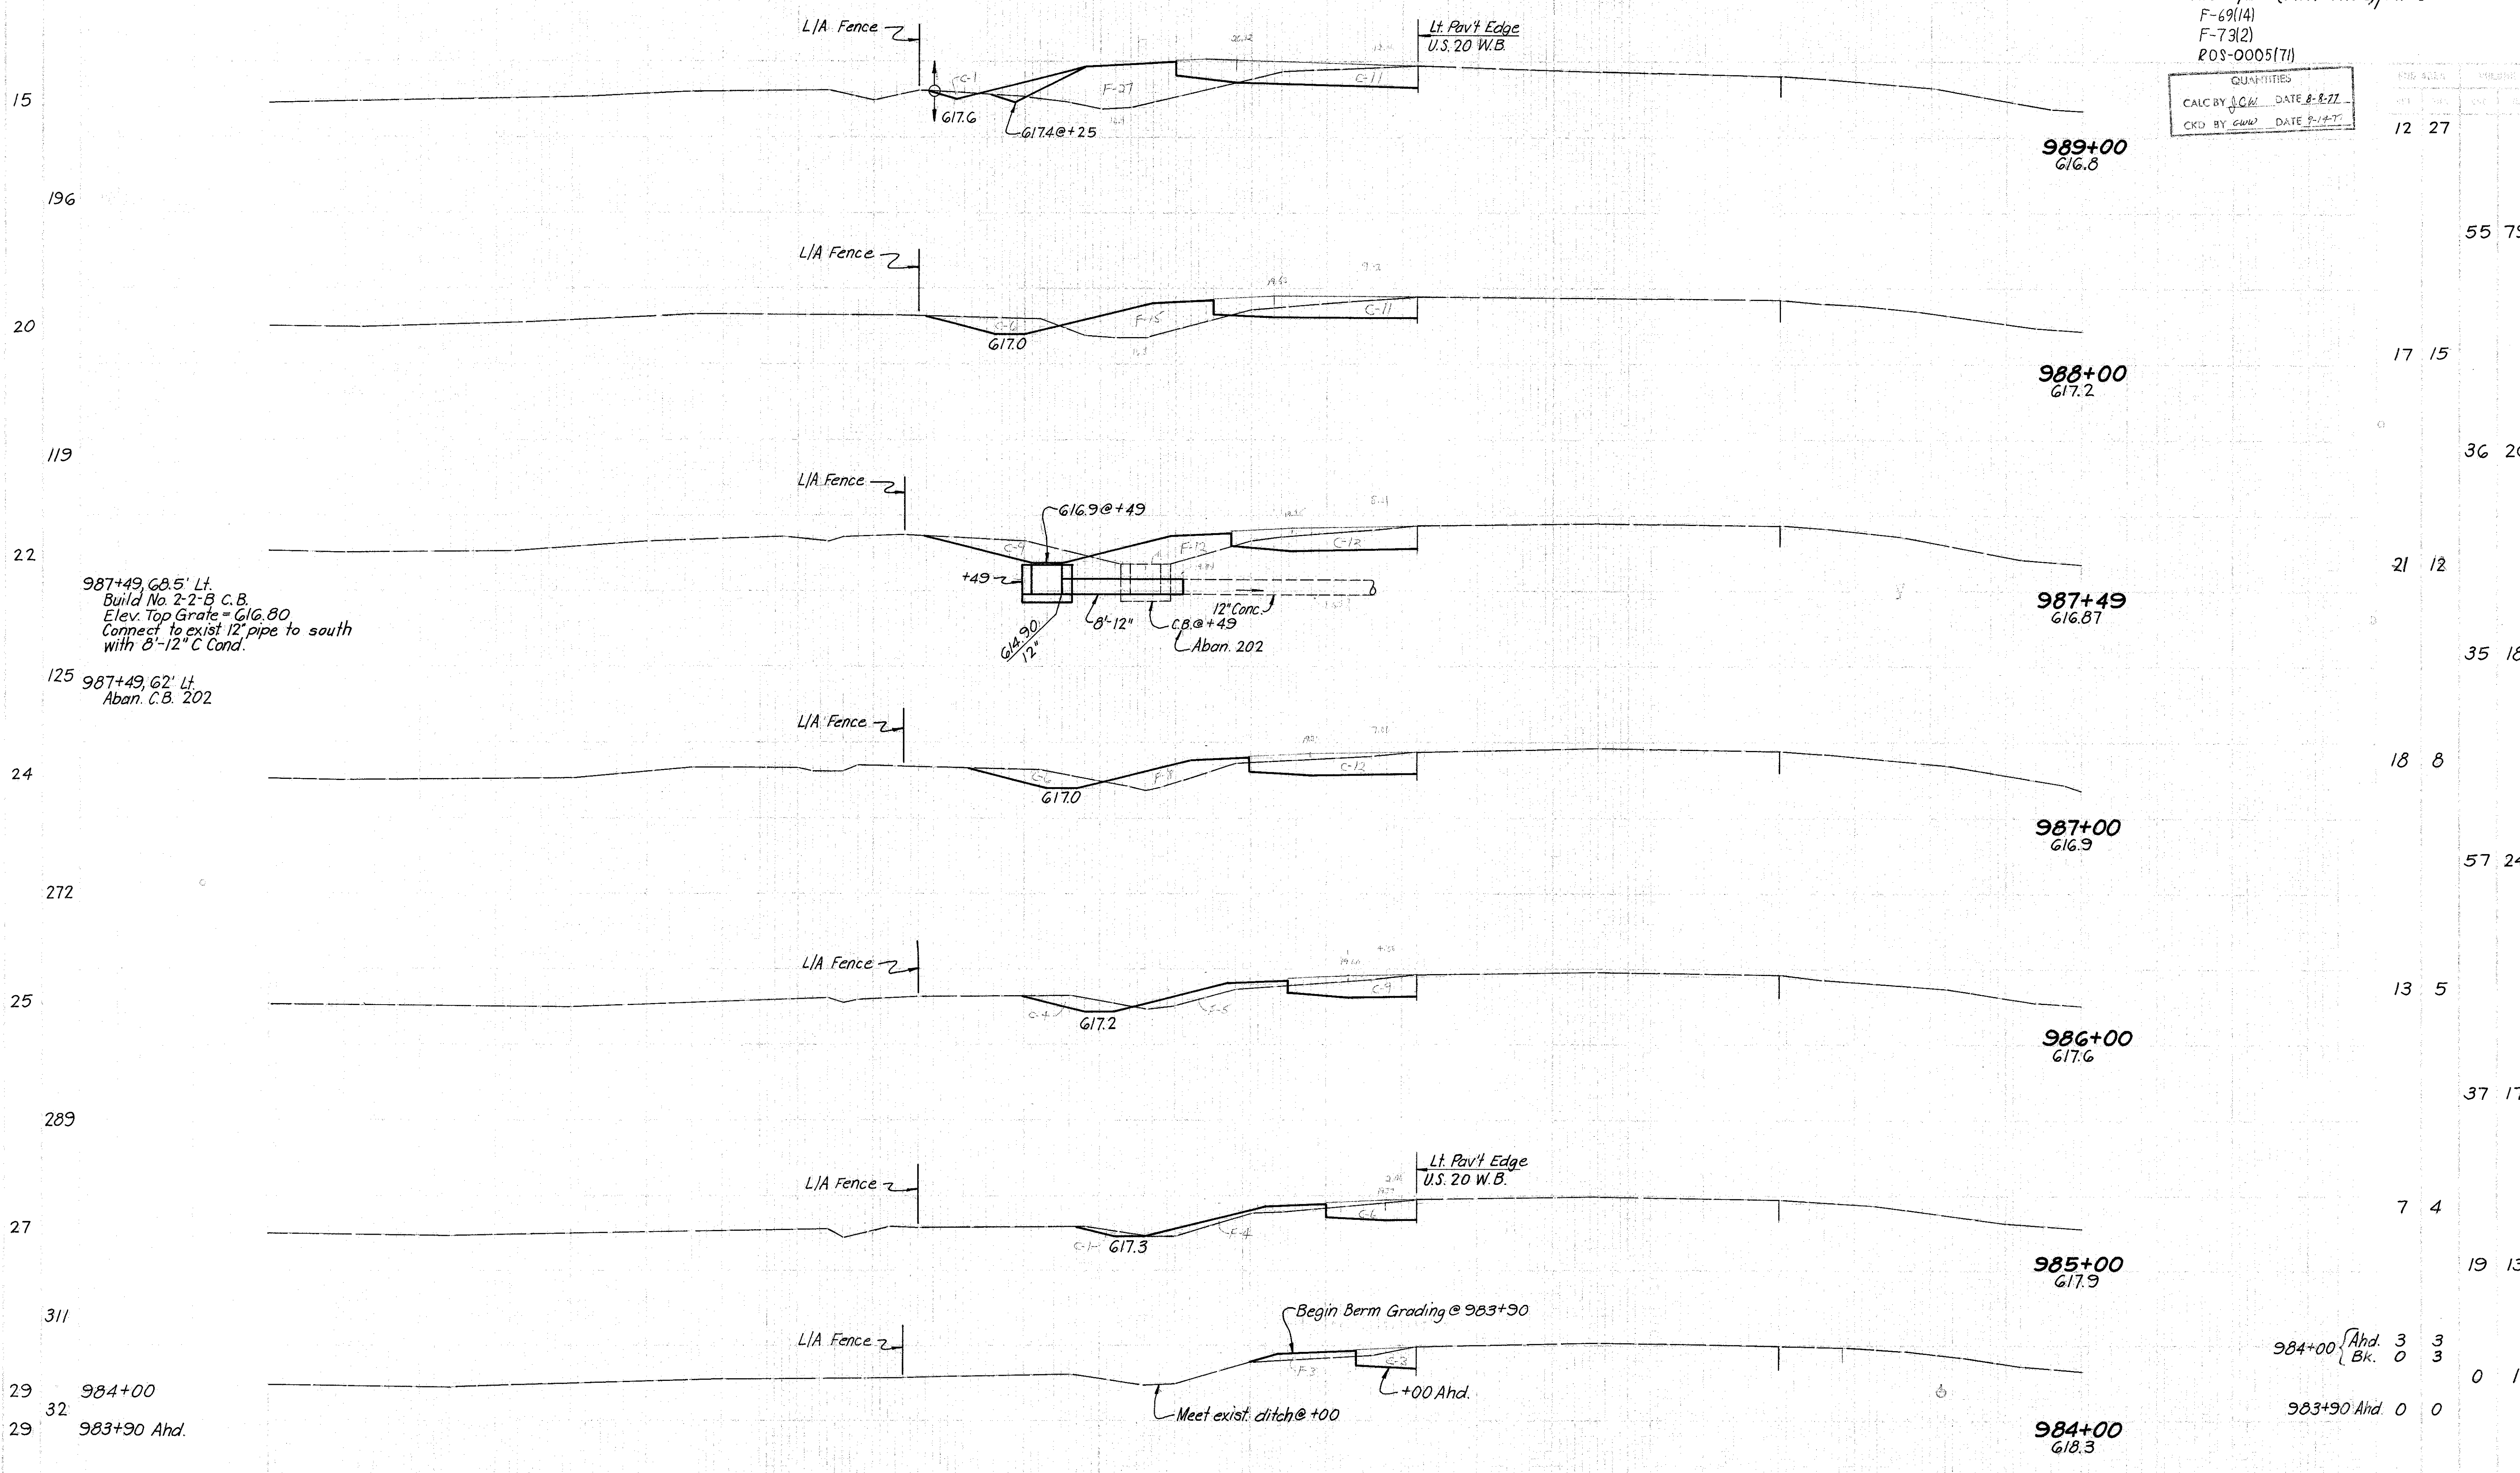 F-69(14)
F-73(2)
ROS-0005(71)
QUANTITIES
CALC BY J.C.W. DATE 8-8-77
CKD BY GWW DATE
L/A Fence
Lt. Pav't Edge
U.S. 20 W.B.
C-1
F-27
C-11
617.6
617.4@+25
15
12 27
989+00
616.8
196
55
L/A Fence
20
C-6
F-15
C-11
617.0
17 15
988+00
617.2
119
36
L/A Fence
616.9@+49
C-9
F-12
C-12
22
21 12
+49
987+49, 68.5' Lt.
Build No. 2-2-B C.B.
Elev. Top Grate = 616.80
Connect to exist 12" pipe to south
with 8'-12" C Cond.
614.90
12"
8'-12"
12" Conc.
C.B.@+49
Aban. 202
987+49
616.87
125
35 18
987+49, 62' Lt.
Aban. C.B. 202
L/A Fence
24
C-6
F-8
C-12
617.0
18 8
987+00
616.9
57 24
272
L/A Fence
25
C-4
F-5
C-9
617.2
13 5
986+00
617.6
37 17
289
L/A Fence
Lt. Pav't Edge
U.S. 20 W.B.
27
C-1
F-4
C-6
617.3
7 4
985+00
617.9
19 13
311
L/A Fence
Begin Berm Grading @ 983+90
F-3
C-3
984+00 Ahd. 3 3
Bk. 0 3
29 984+00
+00 Ahd.
0 1
32
Meet exist. ditch @ +00
983+90 Ahd. 0 0
29 983+90 Ahd.
984+00
618.3